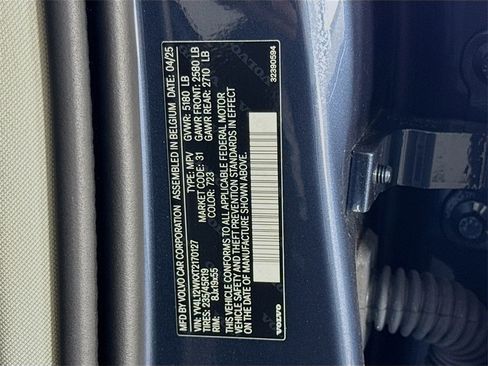 MFD. BY VOLVO CAR CORPORATION ASSEMBLED IN BELGIUM DATE: 04/25
GVWR: 5180 LB
VIN: YV4L12WKXT2170127 TYPE: MPV GAWR FRONT: 2580 LB
TIRES: 235/45R19 MARKET CODE: 31 GAWR REAR: 2710 LB
RIM: 8Jx19x55 COLOR: 723
THIS VEHICLE CONFORMS TO ALL APPLICABLE FEDERAL MOTOR
VEHICLE SAFETY AND THEFT PREVENTION STANDARDS IN EFFECT
ON THE DATE OF MANUFACTURE SHOWN ABOVE.
VOLVO 32390594